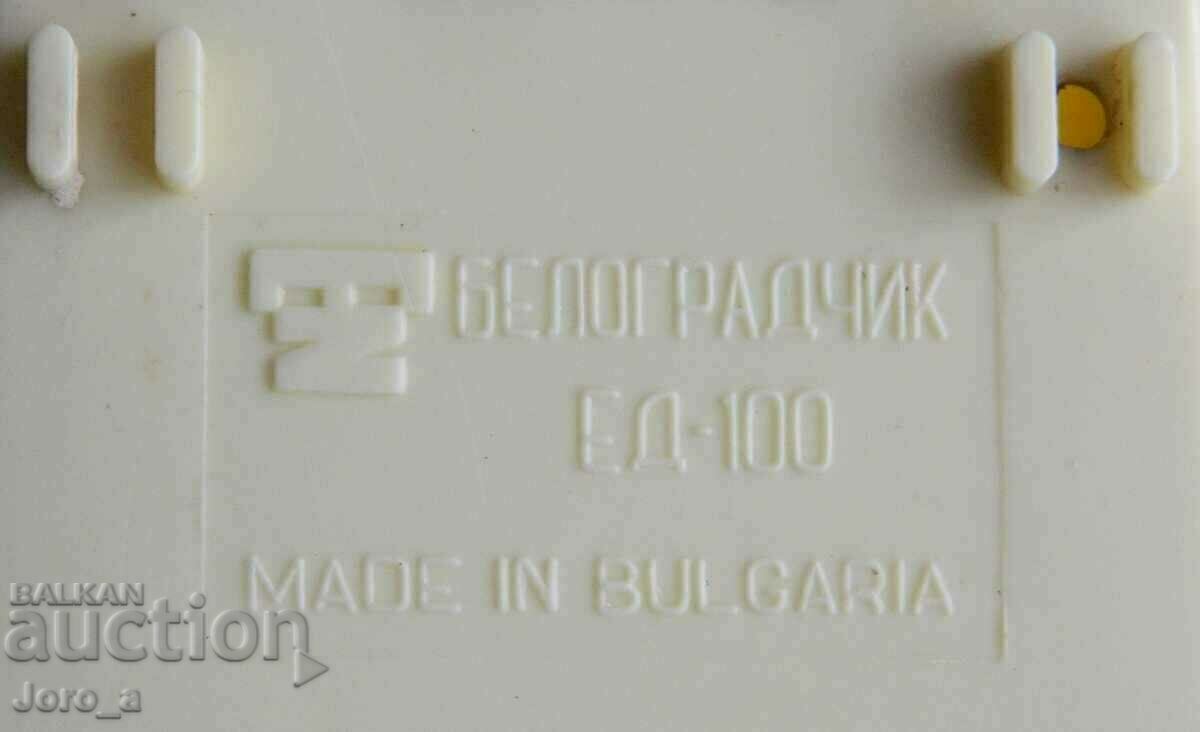 БЕЛОГРАДЧИК
ЕД-100
MADE IN BULGARIA
BALKAN
auction
Joro_a